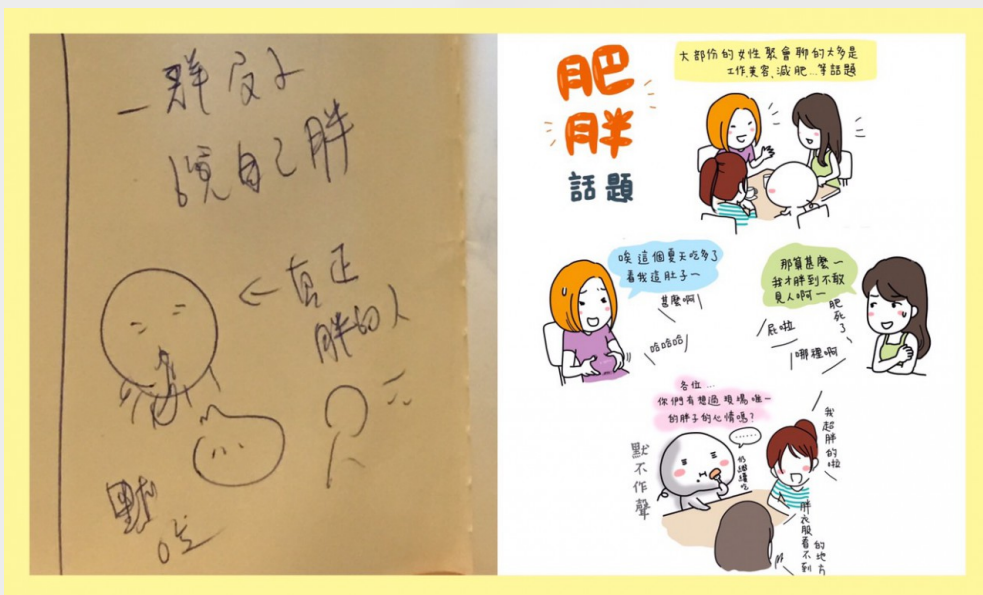 一群女子
說自己胖
←真正
胖的人
默
吃
肥
胖
話題
大部份的女性聚會聊的大多是
工作、美容、減肥...等話題
唉這個夏天吃多了
看我這肚子～
甚麼啊
哈哈哈
那算甚麼～
我才胖到不敢
見人啊～
肥死了
屁啦
哪裡啊
各位...
你們有想過現場唯一
的胖子的心情嗎?
......
默不作聲
仍繼續吃
我超胖的啦
胖衣服看不到
的地方